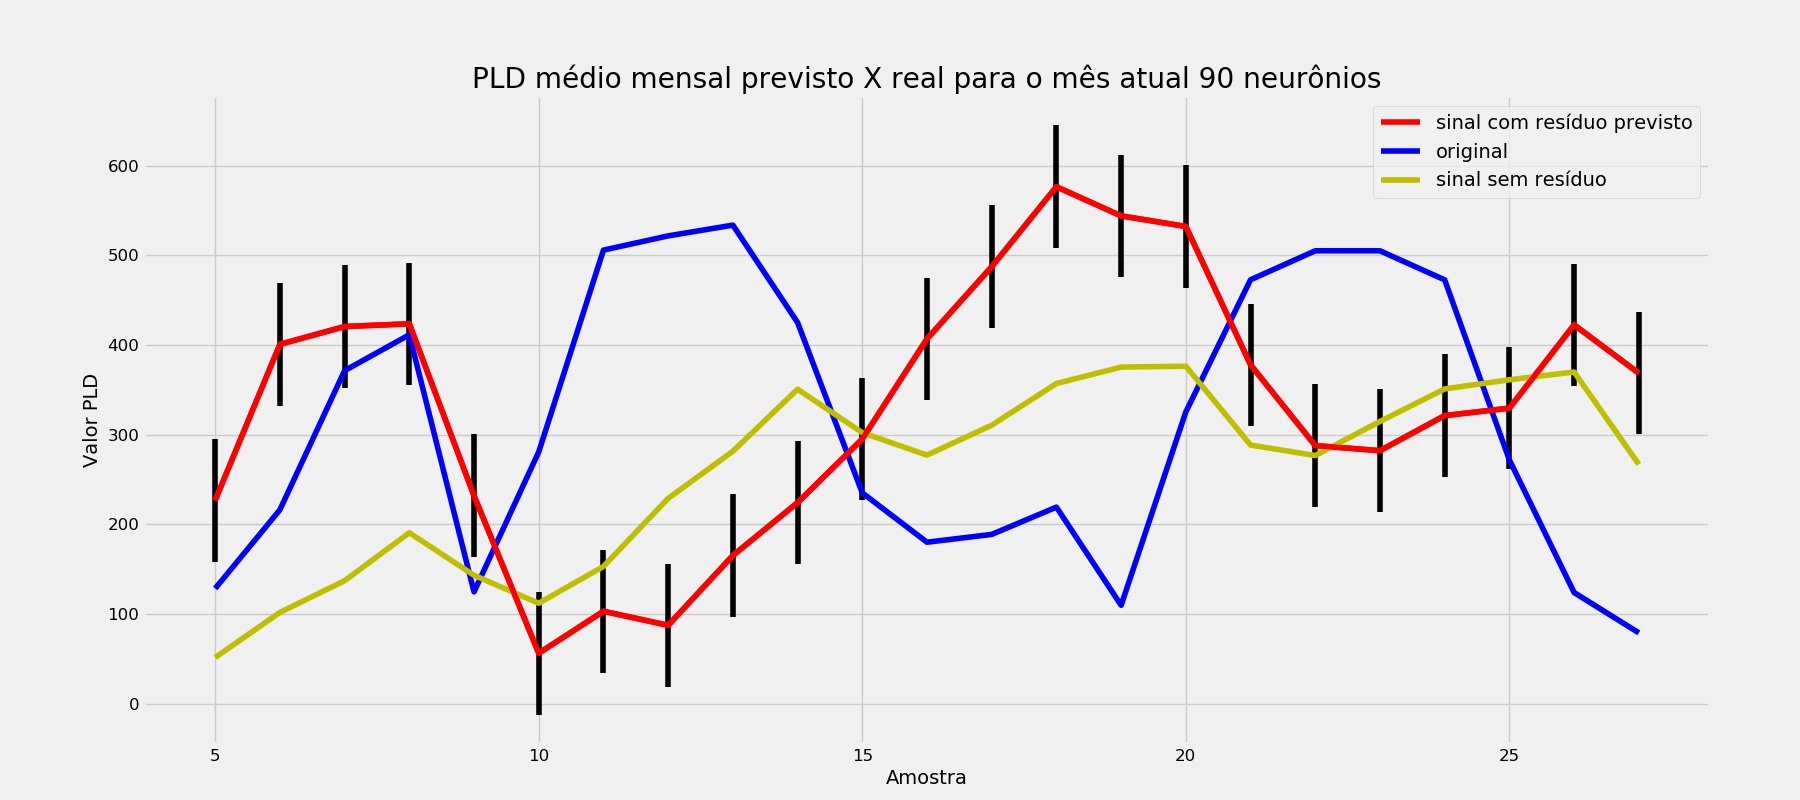 PLD médio mensal previsto X real para o mês atual 90 neurônios
sinal com resíduo previsto
original
sinal sem resíduo
600
500
400
300
200
100
0
Valor PLD
5 10 15 20 25
Amostra